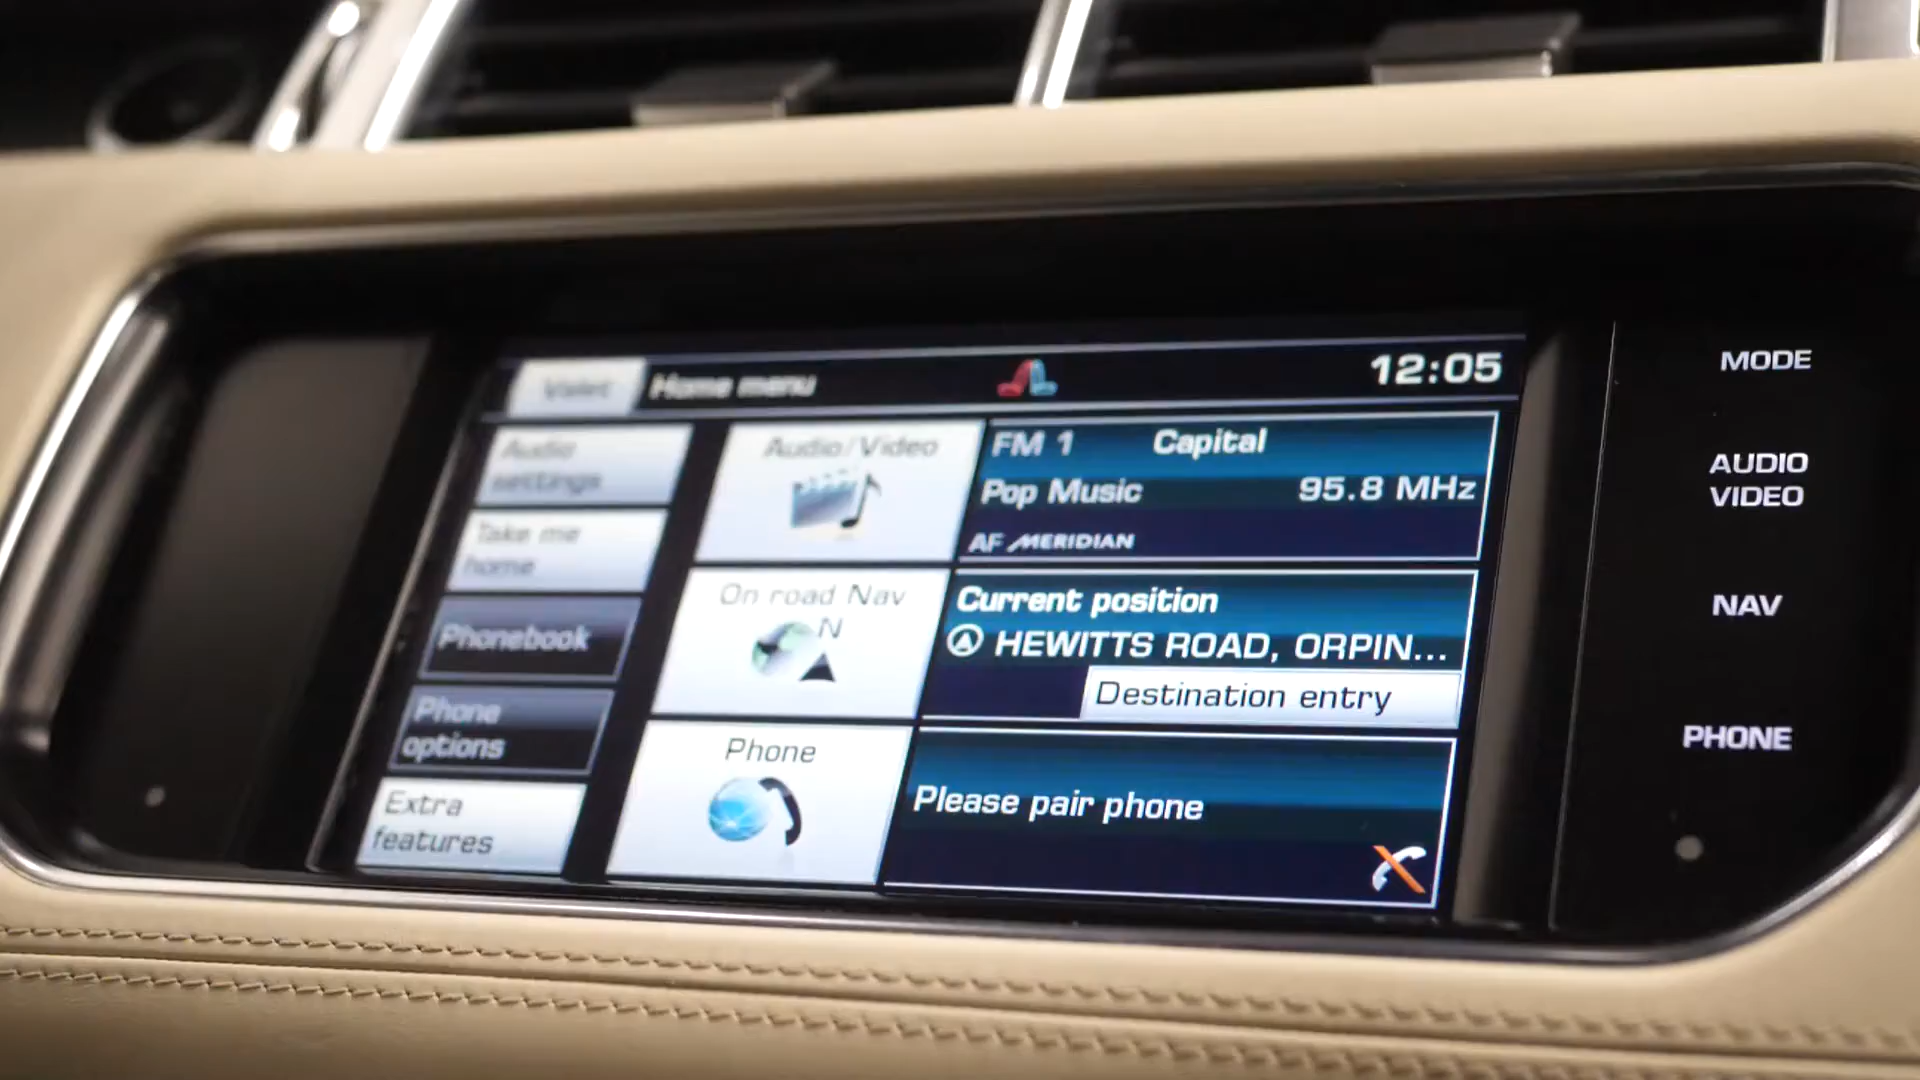 Valet
Home menu
12:05
Audio
settings
Take me
home
Phonebook
Phone
options
Extra
features
Audio/Video
On road Nav
N
Phone
FM 1 Capital
Pop Music 95.8 MHz
AF MERIDIAN
Current position
HEWITTS ROAD, ORPIN...
Destination entry
Please pair phone
MODE
AUDIO
VIDEO
NAV
PHONE